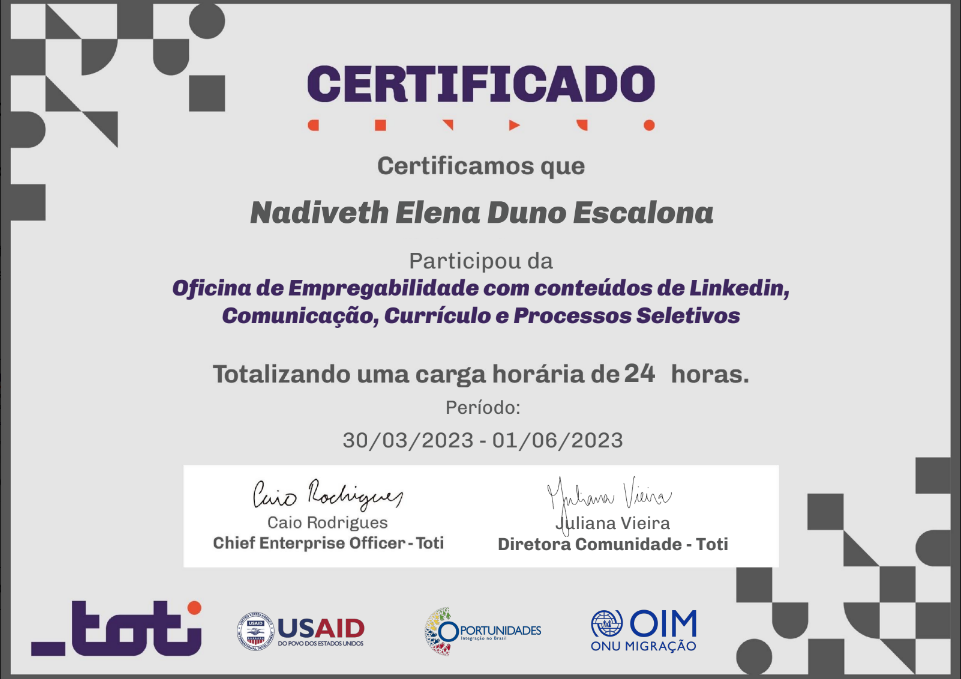 CERTIFICADO
Certificamos que
Nadiveth Elena Duno Escalona
Participou da
Oficina de Empregabilidade com conteúdos de Linkedin,
Comunicação, Currículo e Processos Seletivos
Totalizando uma carga horária de 24 horas.
Período:
30/03/2023 - 01/06/2023
Caio Rodrigues
Juliana Vieira
Caio Rodrigues
Juliana Vieira
Chief Enterprise Officer - Toti
Diretora Comunidade - Toti
_toti
USAID
USAID
DO POVO DOS ESTADOS UNIDOS
OPORTUNIDADES
Integração no Brasil
OIM
ONU MIGRAÇÃO